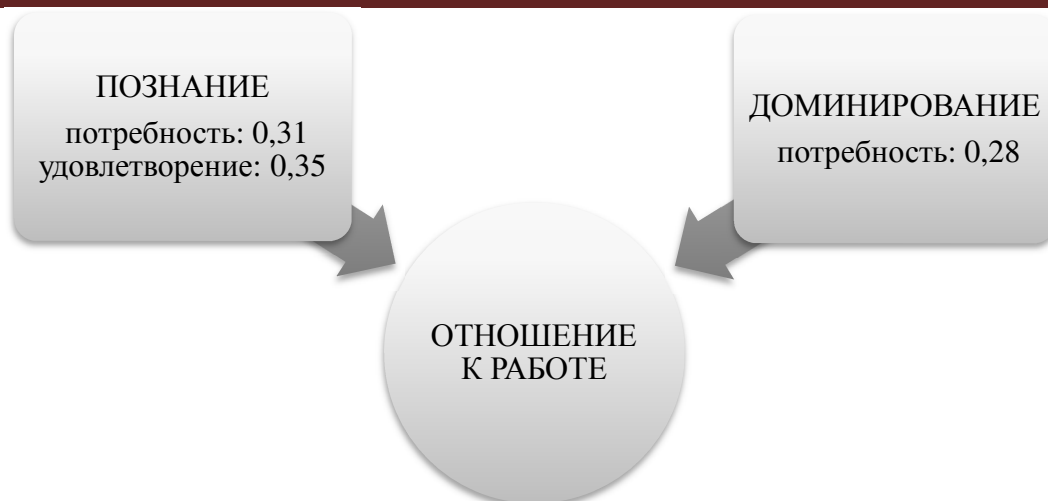 ПОЗНАНИЕ
потребность: 0,31
удовлетворение: 0,35
ДОМИНИРОВАНИЕ
потребность: 0,28
ОТНОШЕНИЕ
К РАБОТЕ